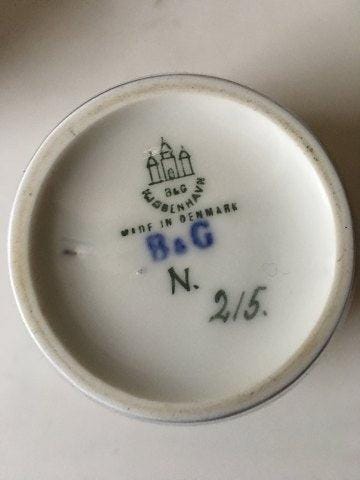 B&G
KJØBENHAVN
MADE IN DENMARK
B&G
N.
215.